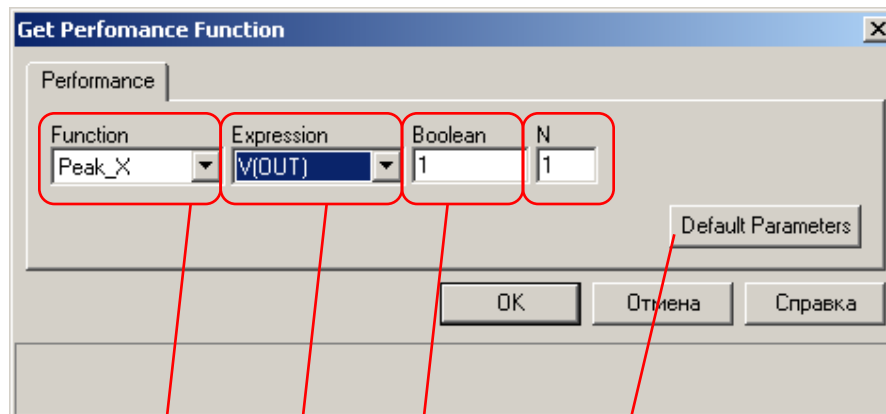 Get Perfomance Function
Performance
Function Expression Boolean N
Peak_X V(OUT) 1 1
Default Parameters
OK Отмена Справка